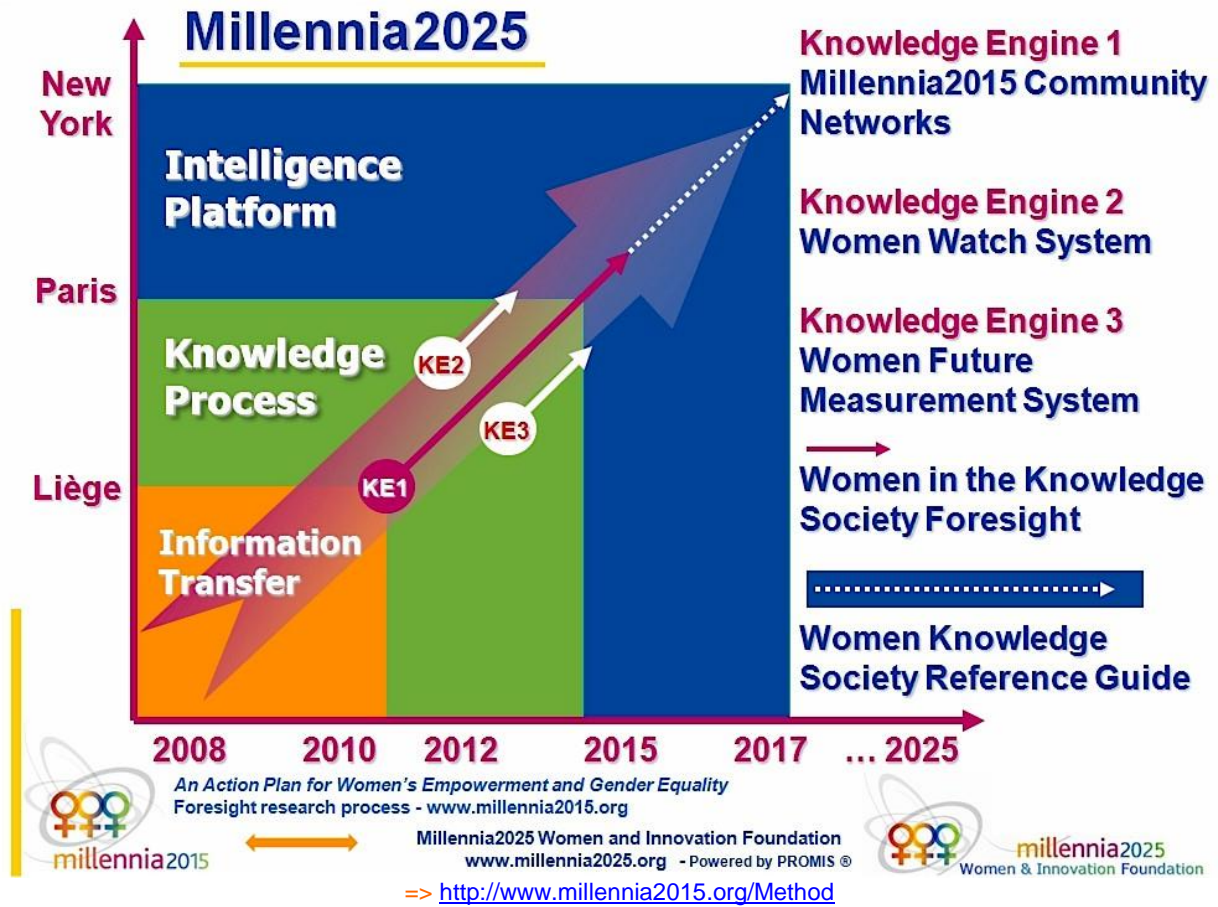 Millennia2025
New
York
Paris
Liège
Intelligence
Platform
Knowledge
Process
Information
Transfer
KE2
KE3
KE1
Knowledge Engine 1
Millennia2015 Community
Networks
Knowledge Engine 2
Women Watch System
Knowledge Engine 3
Women Future
Measurement System
Women in the Knowledge
Society Foresight
Women Knowledge
Society Reference Guide
2008 2010 2012 2015 2017 ... 2025
An Action Plan for Women's Empowerment and Gender Equality
Foresight research process - www.millennia2015.org
Millennia2025 Women and Innovation Foundation
www.millennia2025.org - Powered by PROMIS ®
millennia2015
millennia2025
Women & Innovation Foundation
=> http://www.millennia2015.org/Method